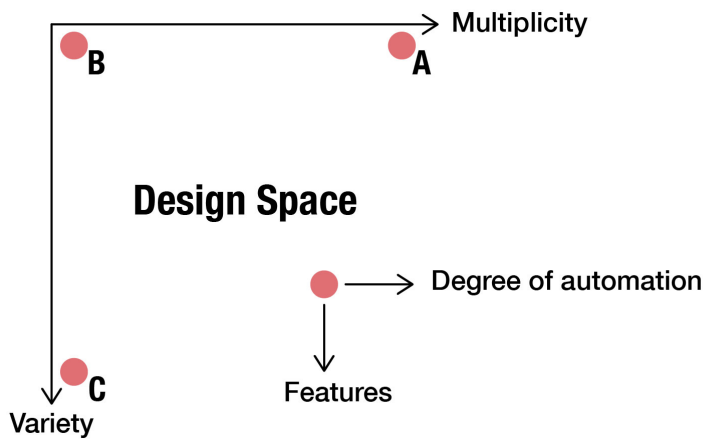 Multiplicity
B
A
Design Space
Degree of automation
Features
C
Variety